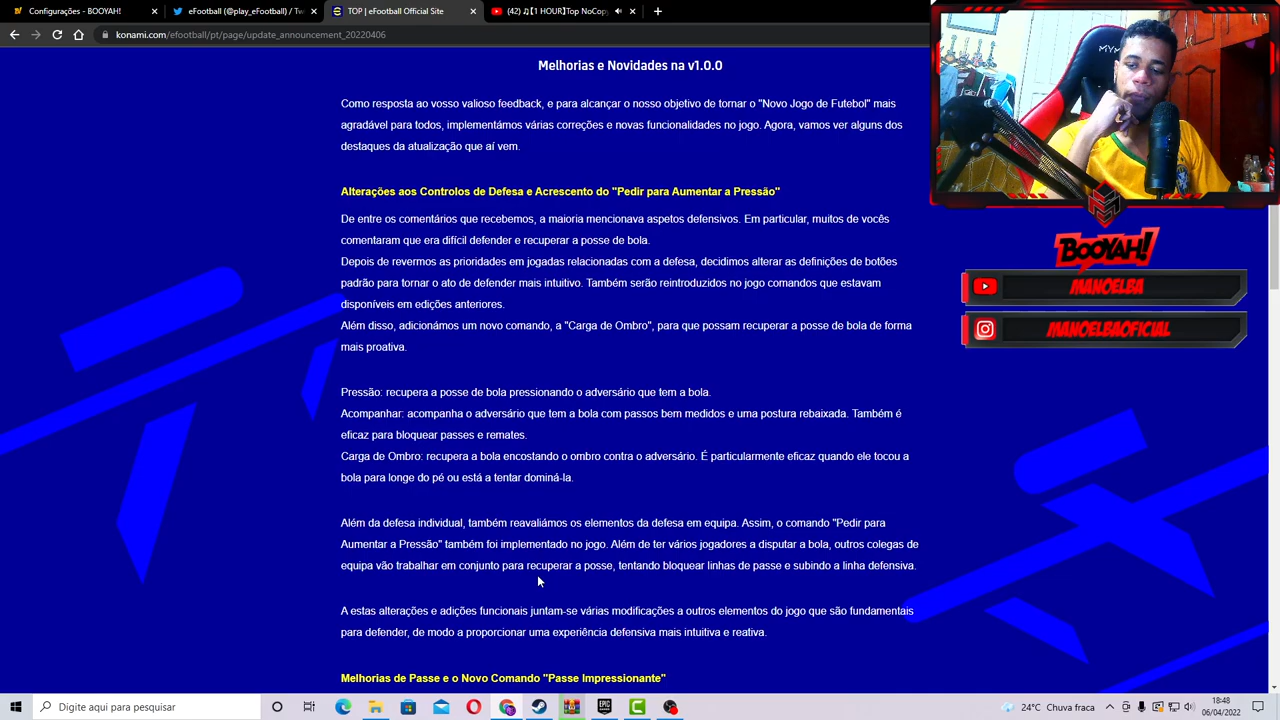 Configurações - BOOYAH!
eFootball (@play_eFootball) / Tw
TOP | eFootball Official Site
(42) ♫【1 HOUR】Top NoCop
konami.com/efootball/pt/page/update_announcement_20220406
Melhorias e Novidades na v1.0.0
Como resposta ao vosso valioso feedback, e para alcançar o nosso objetivo de tornar o "Novo Jogo de Futebol" mais
agradável para todos, implementámos várias correções e novas funcionalidades no jogo. Agora, vamos ver alguns dos
destaques da atualização que aí vem.
Alterações aos Controlos de Defesa e Acrescento do "Pedir para Aumentar a Pressão"
De entre os comentários que recebemos, a maioria mencionava aspetos defensivos. Em particular, muitos de vocês
comentaram que era difícil defender e recuperar a posse de bola.
Depois de rever as prioridades em jogadas relacionadas com a defesa, decidimos alterar as definições de botões
padrão para tornar o ato de defender mais intuitivo. Também serão reintroduzidos no jogo comandos que estavam
disponíveis em edições anteriores.
Além disso, adicionámos um novo comando, a "Carga de Ombro", para que possam recuperar a posse de bola de forma
mais proativa.
Pressão: recupera a posse de bola pressionando o adversário que tem a bola.
Acompanhar: acompanha o adversário que tem a bola com passos bem medidos e uma postura rebaixada. Também é
eficaz para bloquear passes e remates.
Carga de Ombro: recupera a bola encostando o ombro contra o adversário. É particularmente eficaz quando ele tocou a
bola para longe do pé ou está a tentar dominá-la.
Além da defesa individual, também reavaliámos os elementos da defesa em equipa. Assim, o comando "Pedir para
Aumentar a Pressão" também foi implementado no jogo. Além de ter vários jogadores a disputar a bola, outros colegas de
equipa vão trabalhar em conjunto para recuperar a posse, tentando bloquear linhas de passe e subindo a linha defensiva.
A estas alterações e adições funcionais juntam-se várias modificações a outros elementos do jogo que são fundamentais
para defender, de modo a proporcionar uma experiência defensiva mais intuitiva e reativa.
Melhorias de Passe e o Novo Comando "Passe Impressionante"
BOOYAH!
MANOELBA
MANOELBAOFICIAL
Digite aqui para pesquisar
24°C Chuva fraca
18:48
06/04/2022